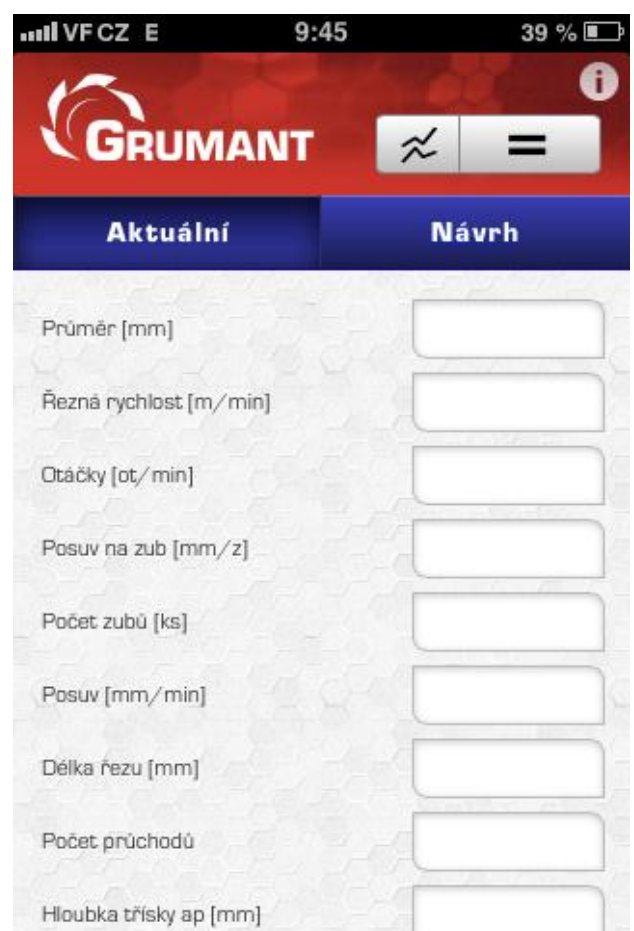 VF CZ E 9:45 39 %
i
GRUMANT
=
Aktuální Návrh
Průměr [mm]
Řezná rychlost [m/min]
Otáčky [ot/min]
Posuv na zub [mm/z]
Počet zubů [ks]
Posuv [mm/min]
Délka řezu [mm]
Počet průchodů
Hloubka třísky ap [mm]